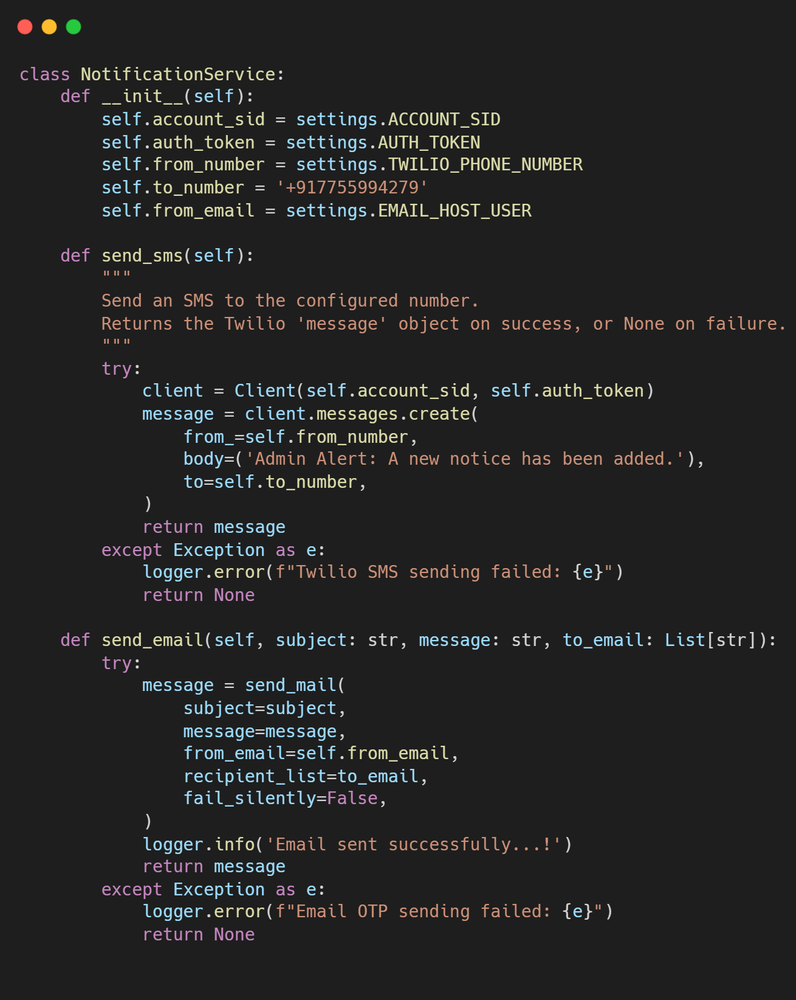 class NotificationService:
    def __init__(self):
        self.account_sid = settings.ACCOUNT_SID
        self.auth_token = settings.AUTH_TOKEN
        self.from_number = settings.TWILIO_PHONE_NUMBER
        self.to_number = '+917755994279'
        self.from_email = settings.EMAIL_HOST_USER

    def send_sms(self):
        """
        Send an SMS to the configured number.
        Returns the Twilio 'message' object on success, or None on failure.
        """
        try:
            client = Client(self.account_sid, self.auth_token)
            message = client.messages.create(
                from_=self.from_number,
                body=('Admin Alert: A new notice has been added.'),
                to=self.to_number,
            )
            return message
        except Exception as e:
            logger.error(f"Twilio SMS sending failed: {e}")
            return None

    def send_email(self, subject: str, message: str, to_email: List[str]):
        try:
            message = send_mail(
                subject=subject,
                message=message,
                from_email=self.from_email,
                recipient_list=to_email,
                fail_silently=False,
            )
            logger.info('Email sent successfully...!')
            return message
        except Exception as e:
            logger.error(f"Email OTP sending failed: {e}")
            return None